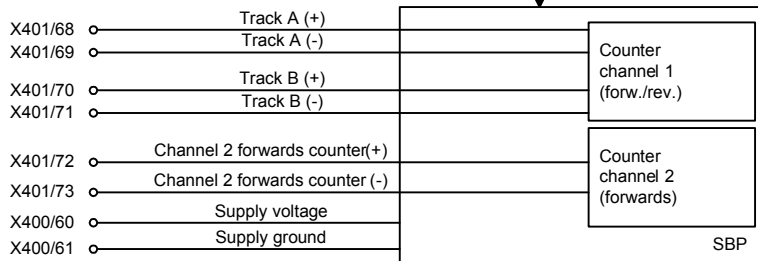 Track A (+)
X401/68
Track A (-)
X401/69
Counter
channel 1
(forw./rev.)
Track B (+)
X401/70
Track B (-)
X401/71
Channel 2 forwards counter(+)
X401/72
Channel 2 forwards counter (-)
X401/73
Counter
channel 2
(forwards)
Supply voltage
X400/60
Supply ground
X400/61
SBP